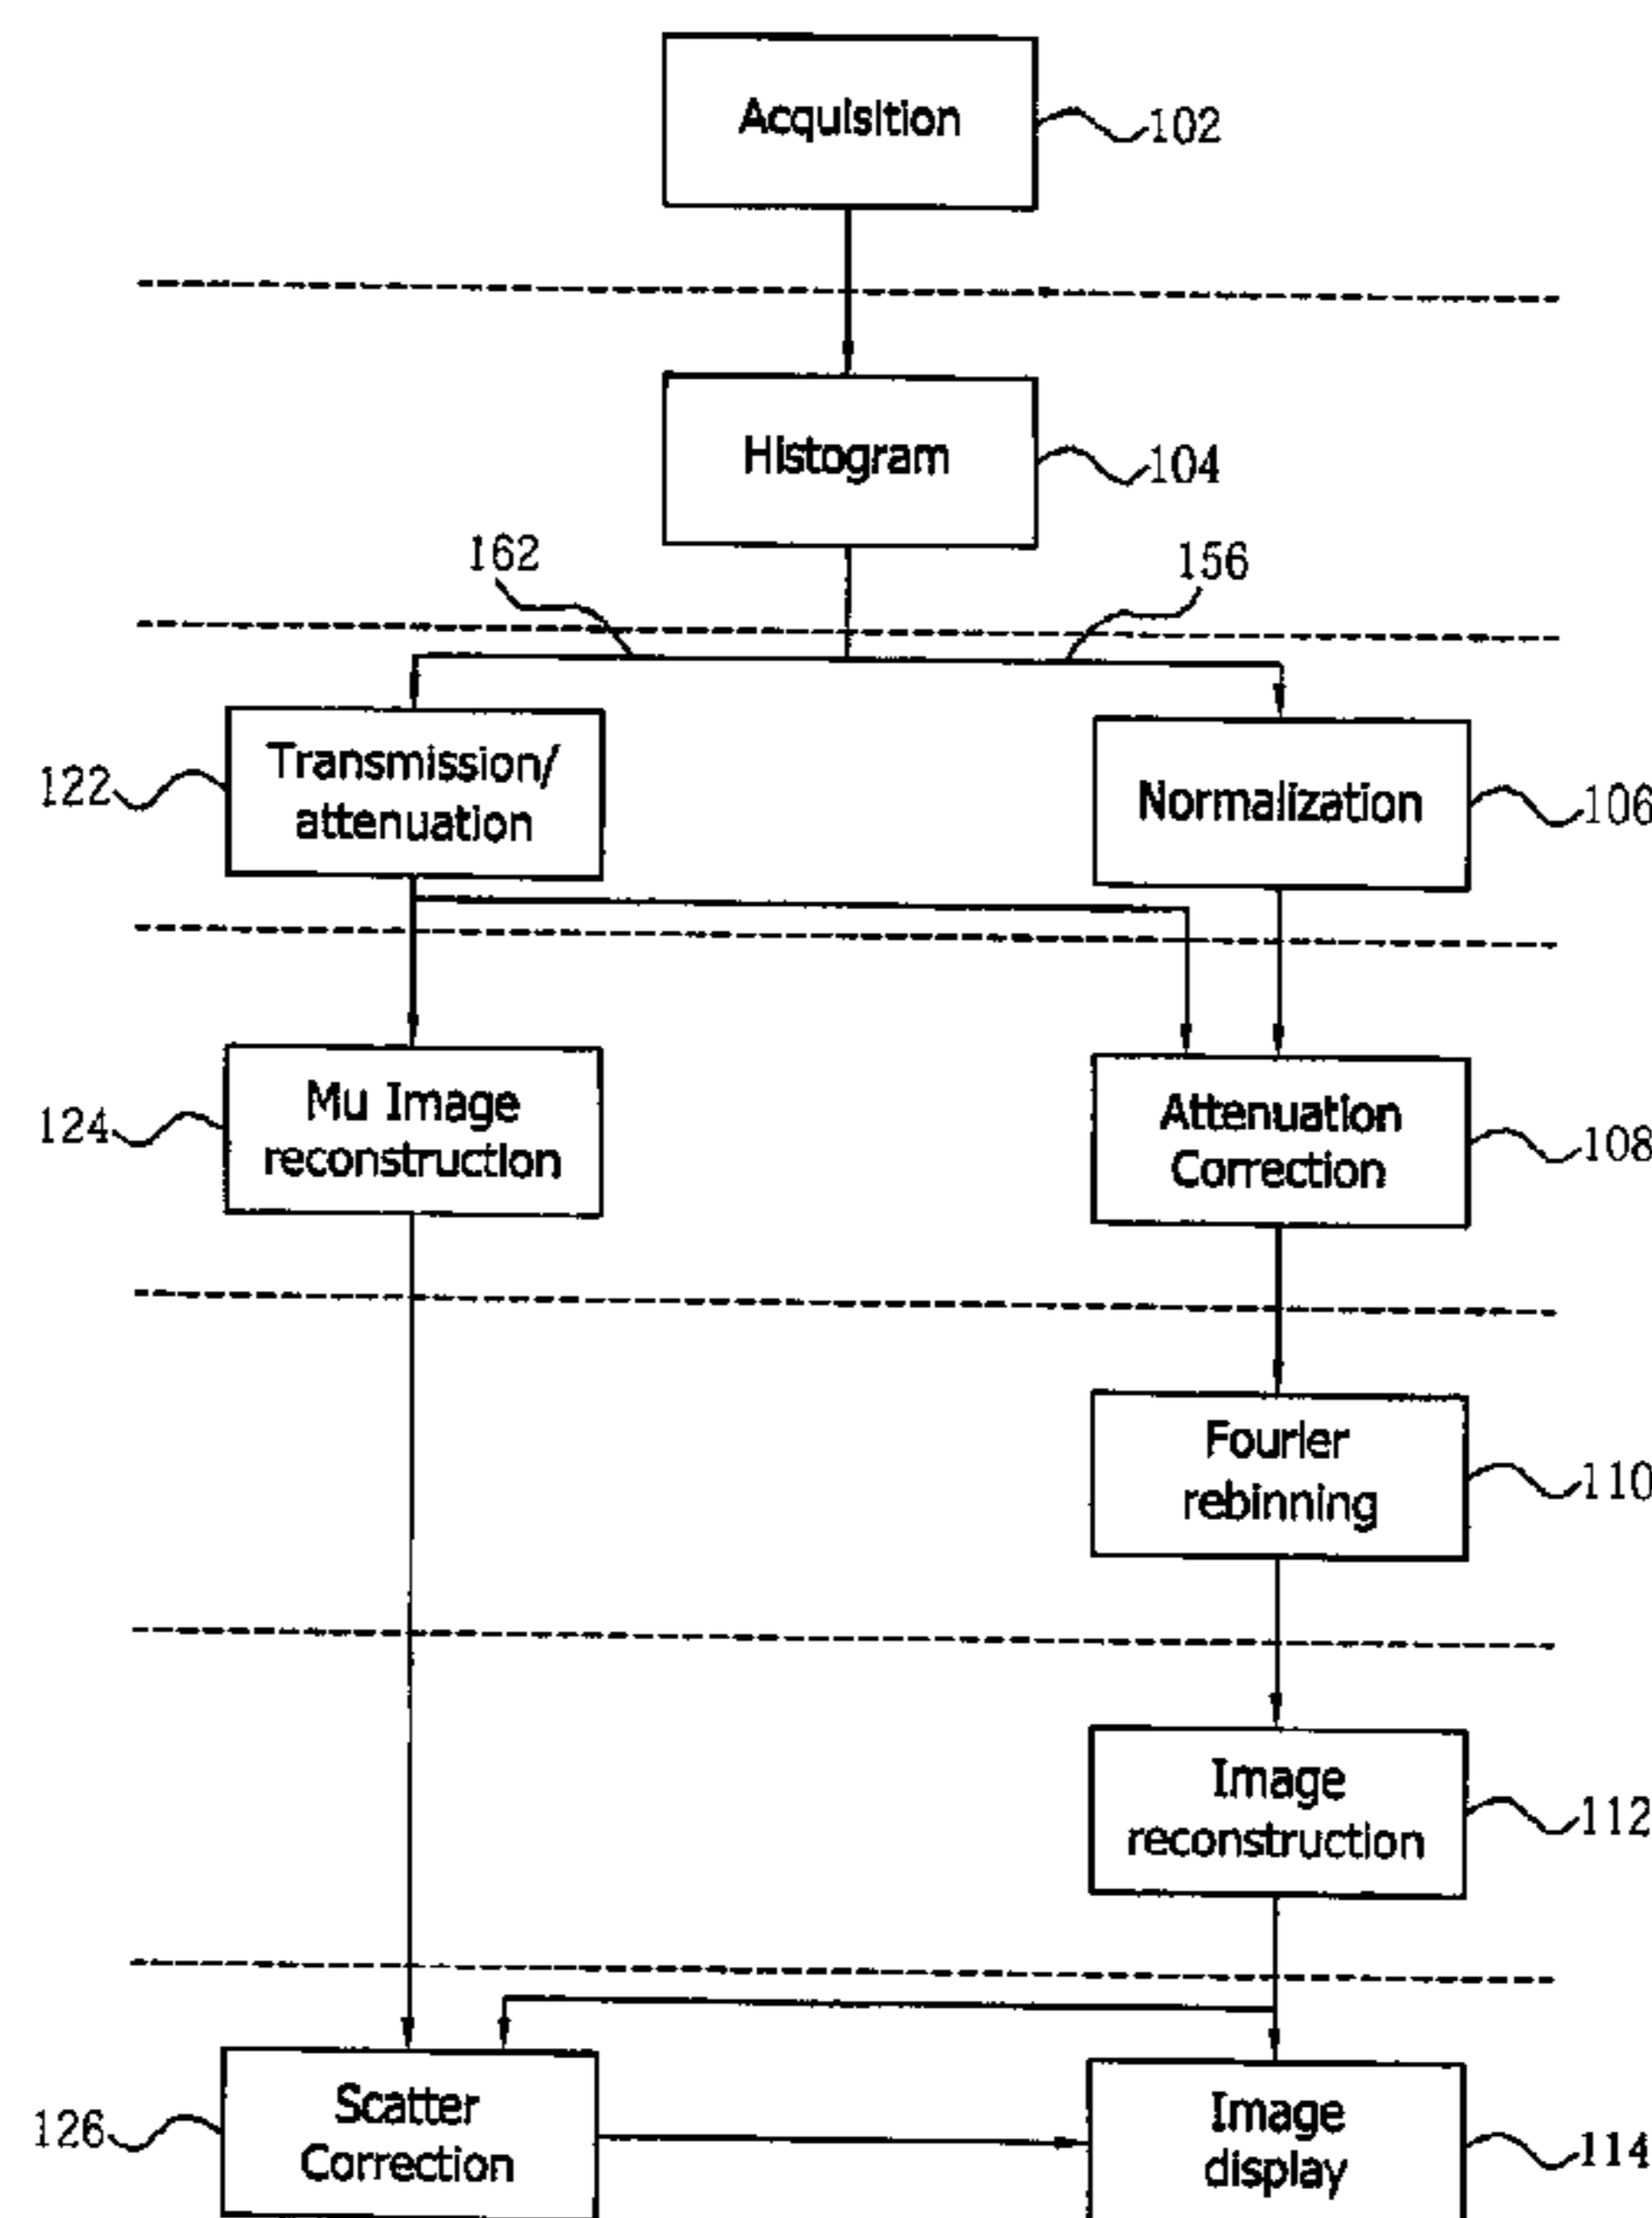 Acquisition
102
Histogram
104
162
156
Transmission/
attenuation
122
Normalization
106
Mu Image
reconstruction
124
Attenuation
Correction
108
Fourier
rebinning
110
Image
reconstruction
112
Scatter
Correction
126
Image
display
114